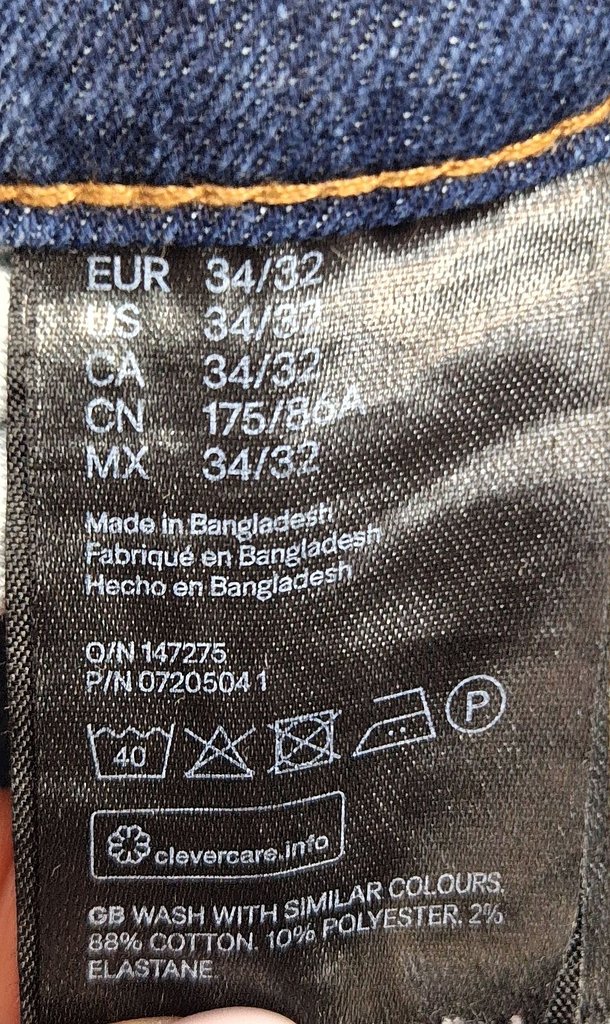 EUR 34/32
US 34/32
CA 34/32
CN 175/86A
MX 34/32
Made in Bangladesh
Fabriqué en Bangladesh
Hecho en Bangladesh
O/N 147275
P/N 07205041
40
P
clevercare.info
GB WASH WITH SIMILAR COLOURS.
88% COTTON. 10% POLYESTER. 2%
ELASTANE